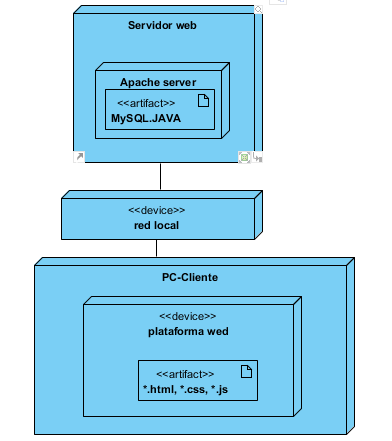 Servidor web
Apache server
<<artifact>>
MySQL.JAVA
<<device>>
red local
PC-Cliente
<<device>>
plataforma wed
<<artifact>>
*.html, *.css, *.js